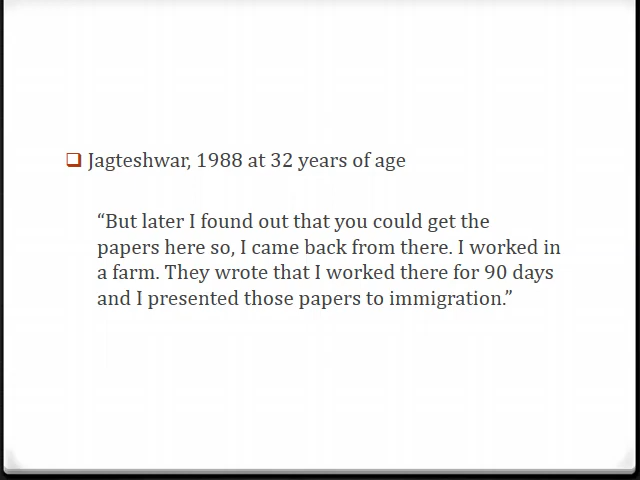 Jagteshwar, 1988 at 32 years of age
“But later I found out that you could get the
papers here so, I came back from there. I worked in
a farm. They wrote that I worked there for 90 days
and I presented those papers to immigration.”